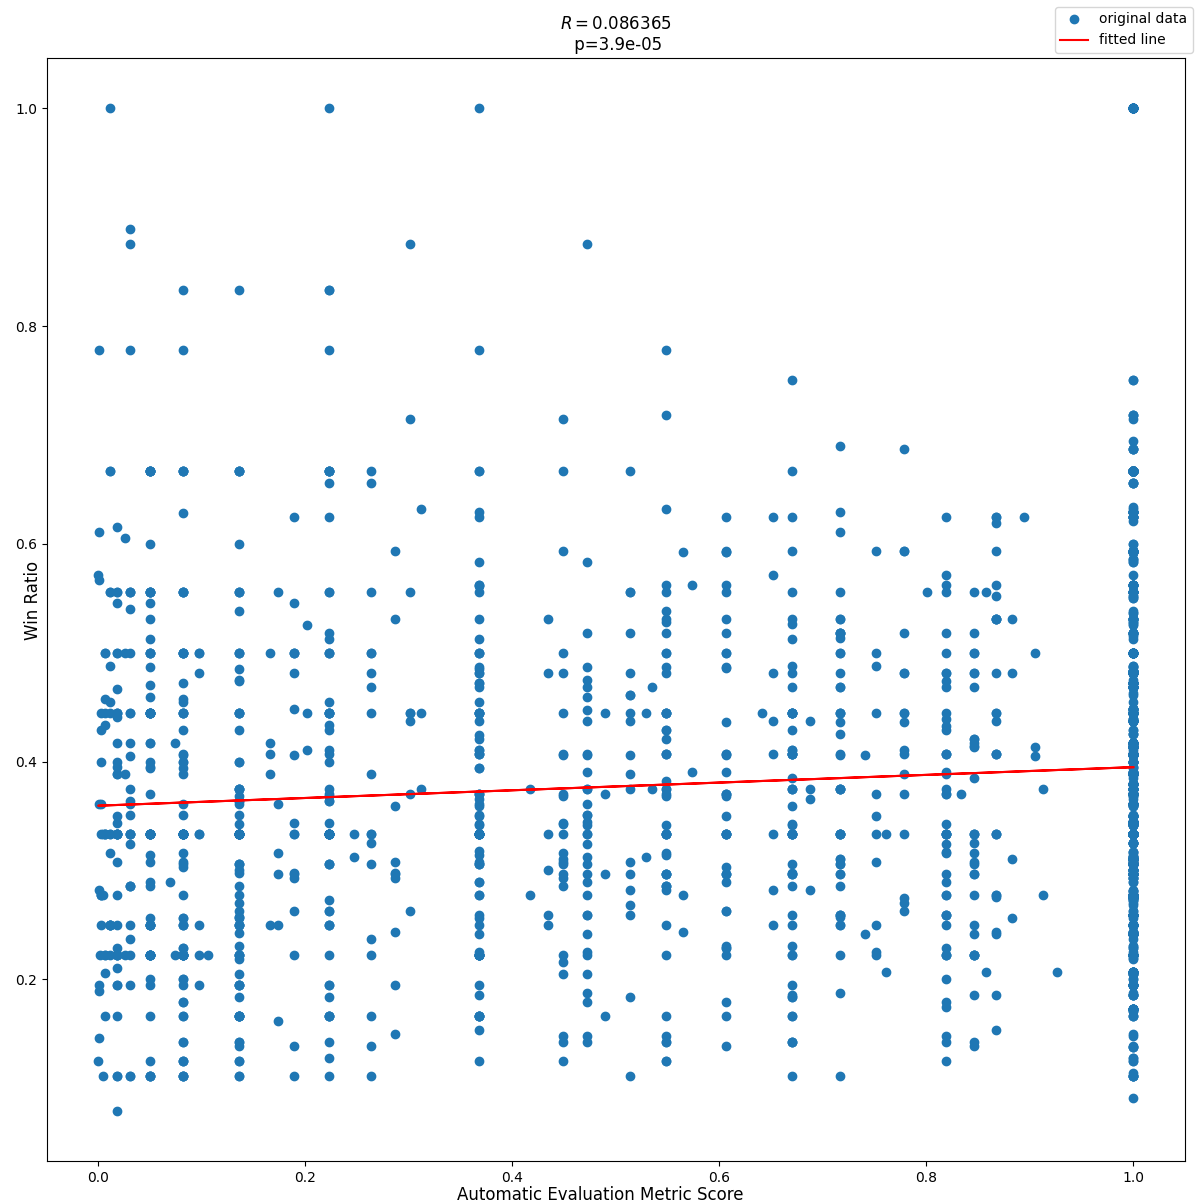 R = 0.086365
p=3.9e-05
original data
fitted line
1.0
0.8
0.6
0.4
0.2
Win Ratio
0.0
0.2
0.4
0.6
0.8
1.0
Automatic Evaluation Metric Score